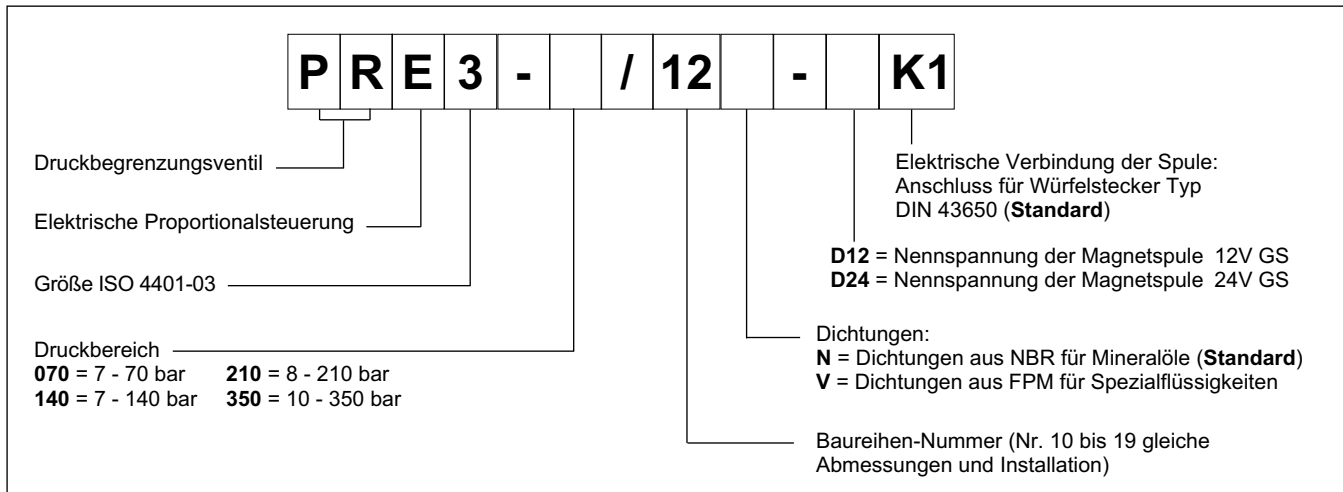 PRE3- /12 - K1
Druckbegrenzungsventil
Elektrische Proportionalsteuerung
Größe ISO 4401-03
Druckbereich
070 = 7 - 70 bar 210 = 8 - 210 bar
140 = 7 - 140 bar 350 = 10 - 350 bar
Elektrische Verbindung der Spule:
Anschluss für Würfelstecker Typ
DIN 43650 (Standard)
D12 = Nennspannung der Magnetspule 12V GS
D24 = Nennspannung der Magnetspule 24V GS
Dichtungen:
N = Dichtungen aus NBR für Mineralöle (Standard)
V = Dichtungen aus FPM für Spezialflüssigkeiten
Baureihen-Nummer (Nr. 10 bis 19 gleiche
Abmessungen und Installation)